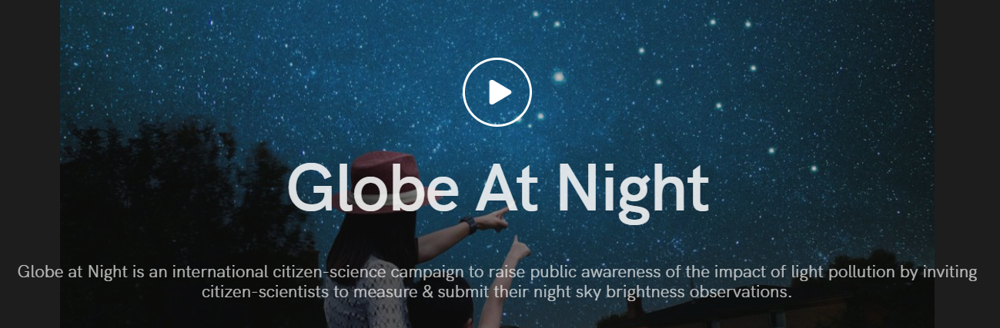 Globe At Night
Globe at Night is an international citizen-science campaign to raise public awareness of the impact of light pollution by inviting
citizen-scientists to measure & submit their night sky brightness observations.